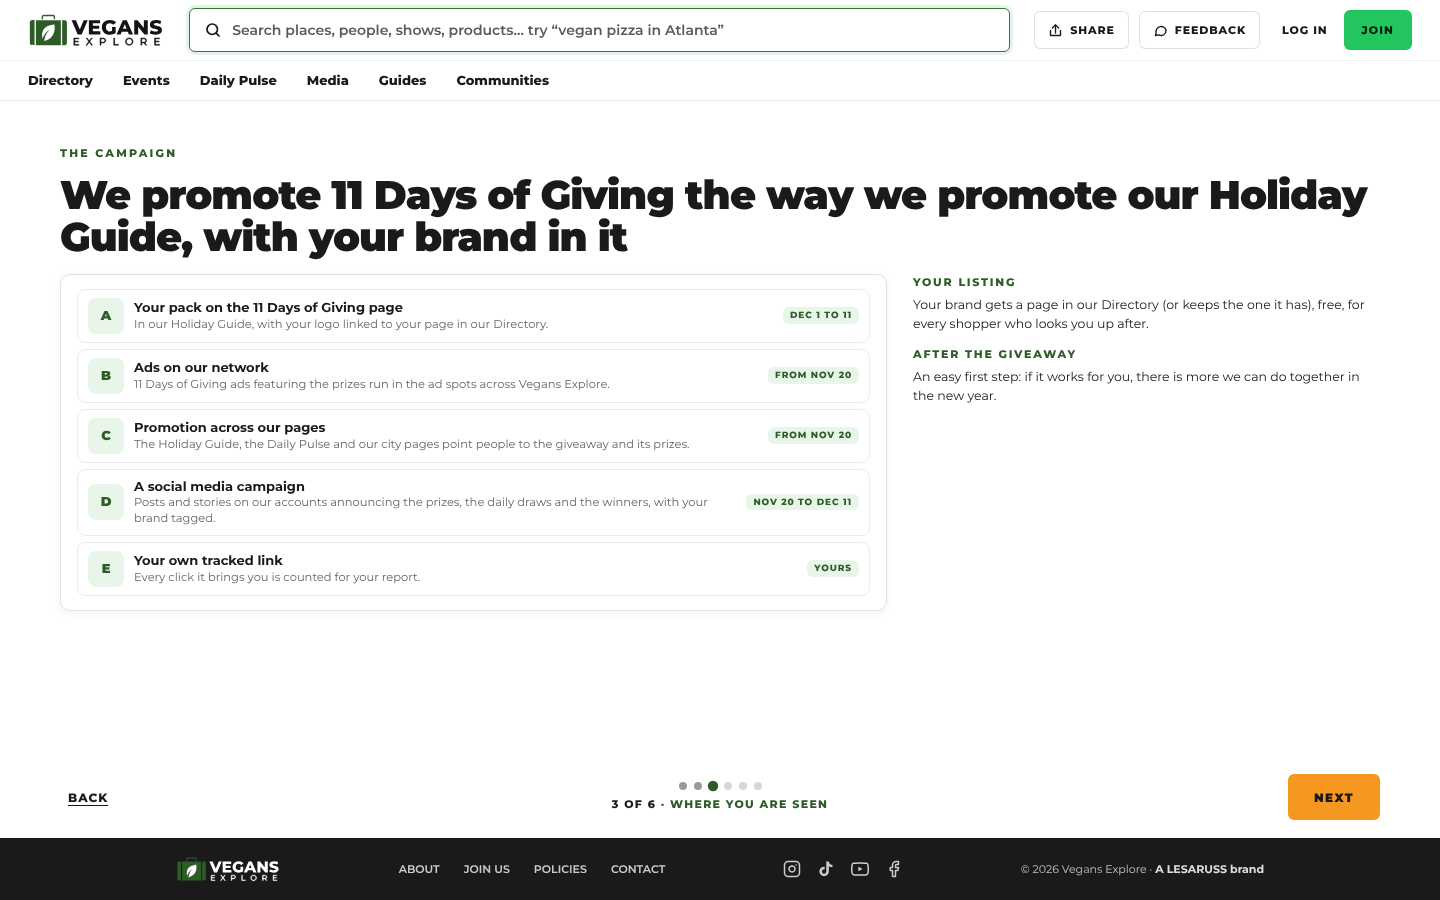 VEGANS
EXPLORE
Search places, people, shows, products... try “vegan pizza in Atlanta”
SHARE
FEEDBACK
LOG IN
JOIN
Directory
Events
Daily Pulse
Media
Guides
Communities
THE CAMPAIGN
We promote 11 Days of Giving the way we promote our Holiday
Guide, with your brand in it
A
Your pack on the 11 Days of Giving page
In our Holiday Guide, with your logo linked to your page in our Directory.
DEC 1 TO 11
B
Ads on our network
11 Days of Giving ads featuring the prizes run in the ad spots across Vegans Explore.
FROM NOV 20
C
Promotion across our pages
The Holiday Guide, the Daily Pulse and our city pages point people to the giveaway and its prizes.
FROM NOV 20
D
A social media campaign
Posts and stories on our accounts announcing the prizes, the daily draws and the winners, with your
brand tagged.
NOV 20 TO DEC 11
E
Your own tracked link
Every click it brings you is counted for your report.
YOURS
YOUR LISTING
Your brand gets a page in our Directory (or keeps the one it has), free, for
every shopper who looks you up after.
AFTER THE GIVEAWAY
An easy first step: if it works for you, there is more we can do together in
the new year.
BACK
3 OF 6 · WHERE YOU ARE SEEN
NEXT
VEGANS
EXPLORE
ABOUT
JOIN US
POLICIES
CONTACT
© 2026 Vegans Explore · A LESARUSS brand